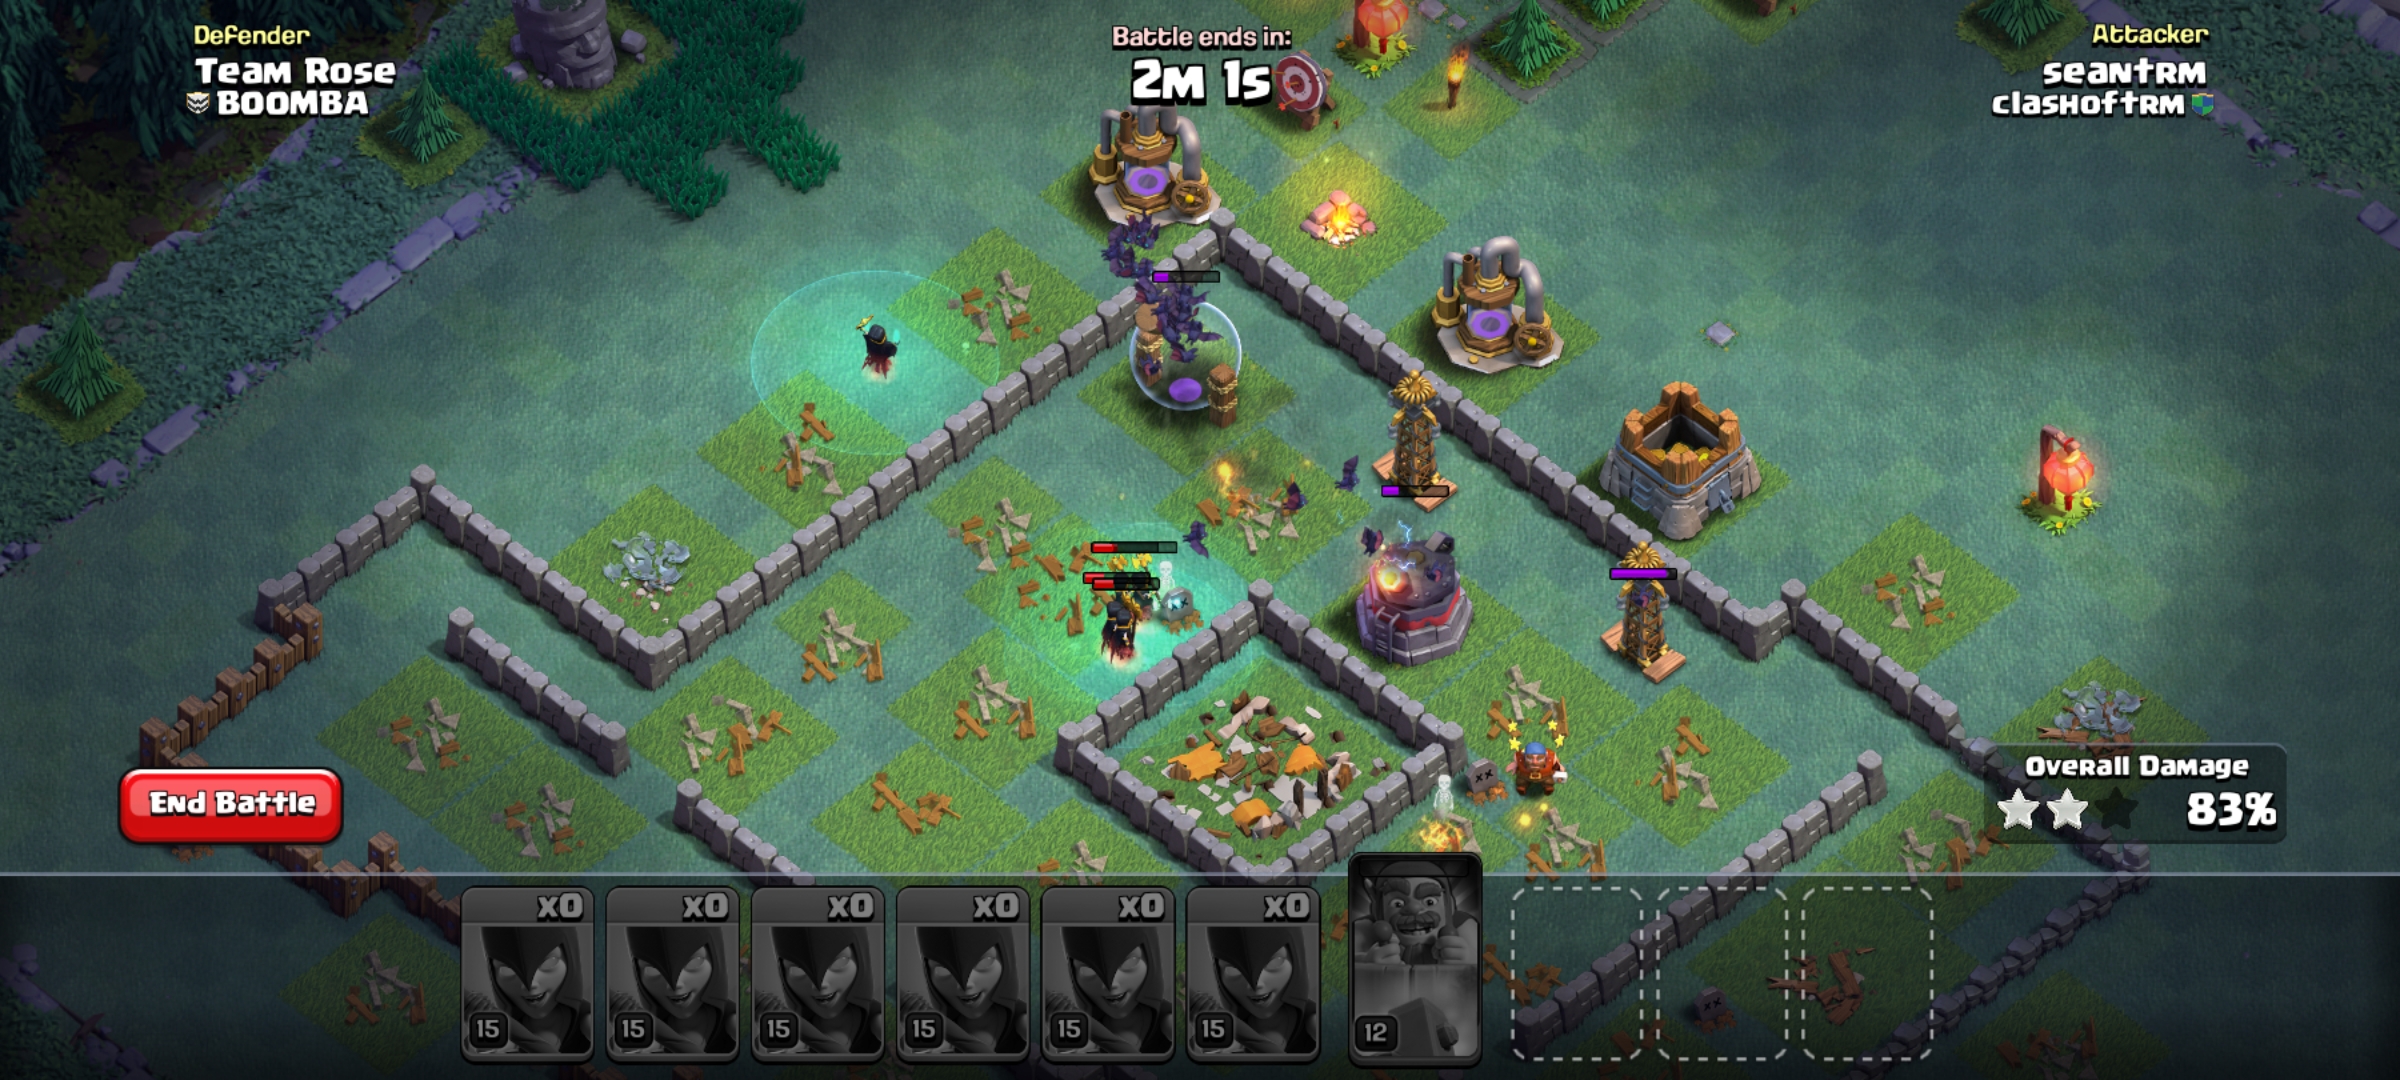 Defender
Team Rose
BOOMBA
Battle ends in:
2M 1s
Attacker
seantrm
clashoftrm
End Battle
Overall Damage
83%
x0
x0
x0
x0
x0
x0
15
15
15
15
15
15
12